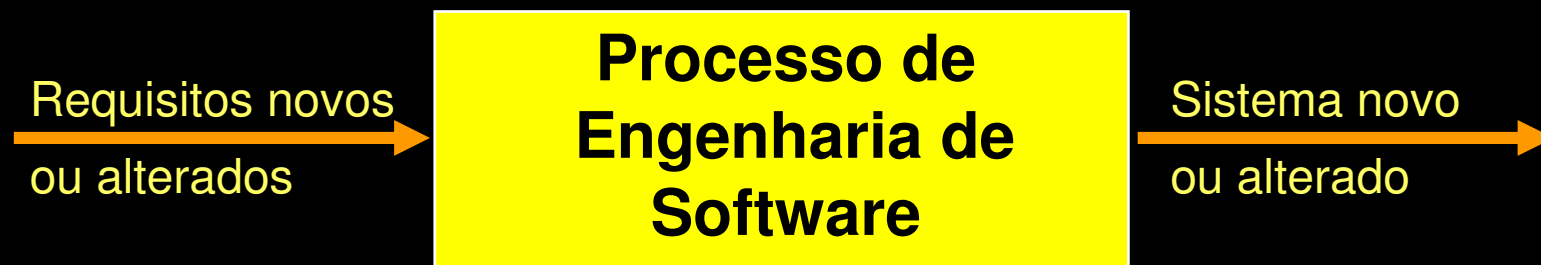 Requisitos novos
ou alterados
Processo de
Engenharia de
Software
Sistema novo
ou alterado